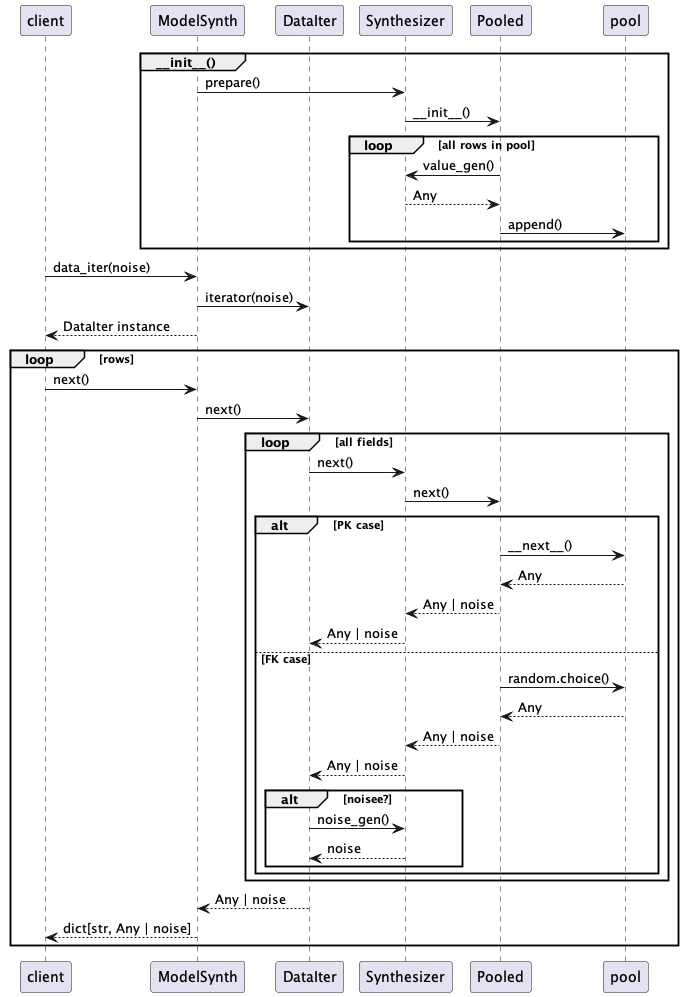 client ModelSynth DataIter Synthesizer Pooled pool
__init__()
prepare()
__init__()
loop [all rows in pool]
value_gen()
Any
append()
data_iter(noise)
iterator(noise)
DataIter instance
loop [rows]
next()
next()
loop [all fields]
next()
next()
alt [PK case]
__next__()
Any
Any | noise
Any | noise
[FK case]
random.choice()
Any
Any | noise
Any | noise
alt [noisee?]
noise_gen()
noise
Any | noise
dict[str, Any | noise]
client ModelSynth DataIter Synthesizer Pooled pool